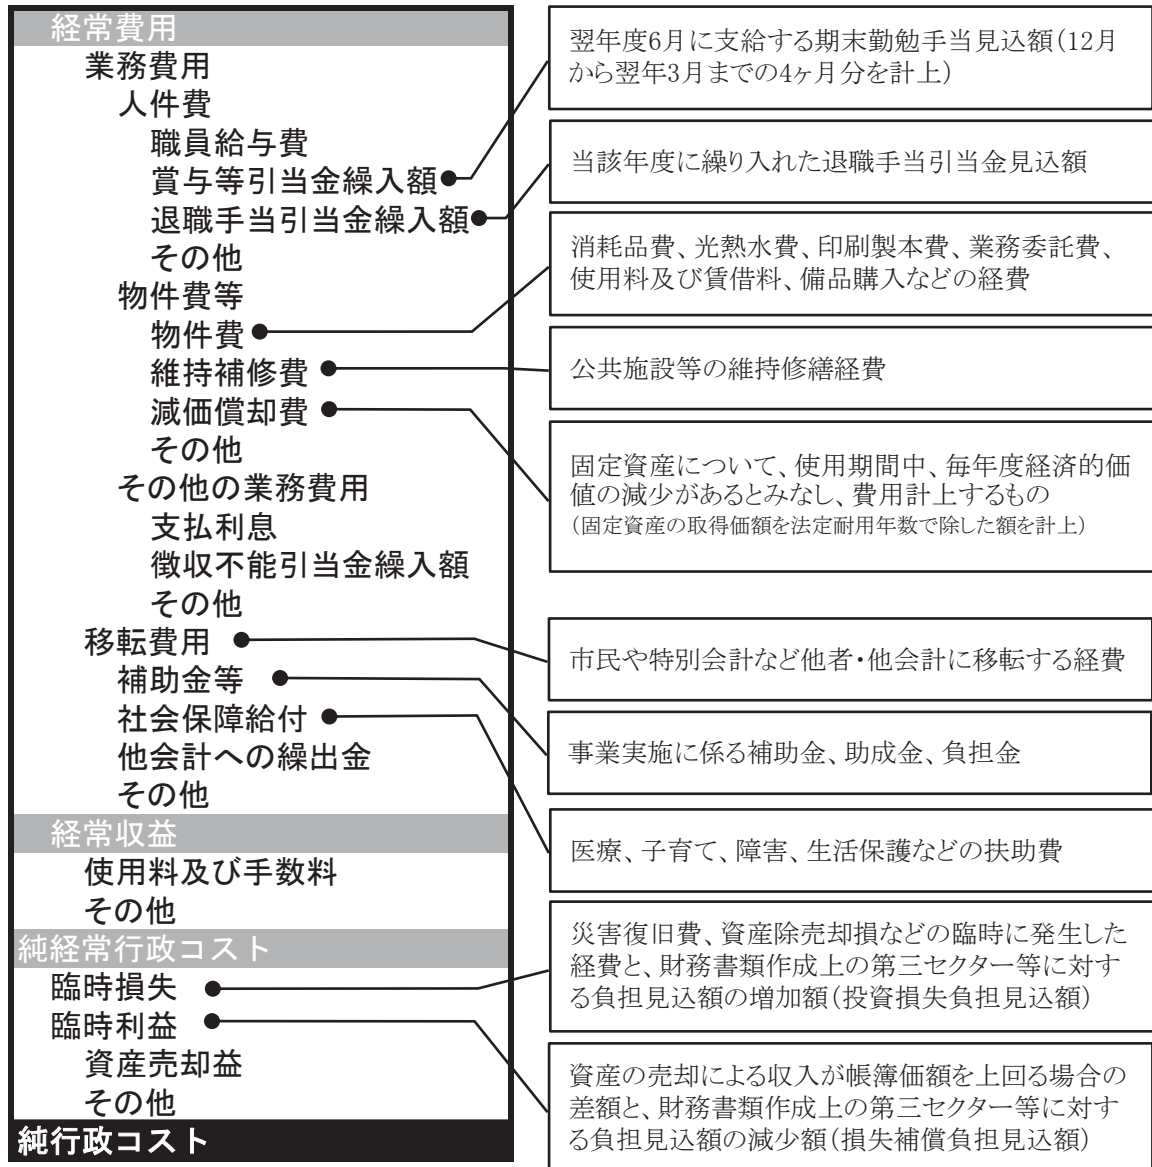 経常費用
業務費用
人件費
職員給与費
賞与等引当金繰入額
退職手当引当金繰入額
その他
物件費等
物件費
維持補修費
減価償却費
その他
その他の業務費用
支払利息
徴収不能引当金繰入額
その他
移転費用
補助金等
社会保障給付
他会計への繰出金
その他
経常収益
使用料及び手数料
その他
純経常行政コスト
臨時損失
臨時利益
資産売却益
その他
純行政コスト
翌年度6月に支給する期末勤勉手当見込額(12月
から翌年3月までの4ヶ月分を計上)
当該年度に繰り入れた退職手当引当金見込額
消耗品費、光熱水費、印刷製本費、業務委託費、
使用料及び賃借料、備品購入などの経費
公共施設等の維持修繕経費
固定資産について、使用期間中、毎年度経済的価
値の減少があるとみなし、費用計上するもの
(固定資産の取得価額を法定耐用年数で除した額を計上)
市民や特別会計など他者・他会計に移転する経費
事業実施に係る補助金、助成金、負担金
医療、子育て、障害、生活保護などの扶助費
災害復旧費、資産除売却損などの臨時に発生した
経費と、財務書類作成上の第三セクター等に対す
る負担見込額の増加額(投資損失負担見込額)
資産の売却による収入が帳簿価額を上回る場合の
差額と、財務書類作成上の第三セクター等に対す
る負担見込額の減少額(損失補償負担見込額)